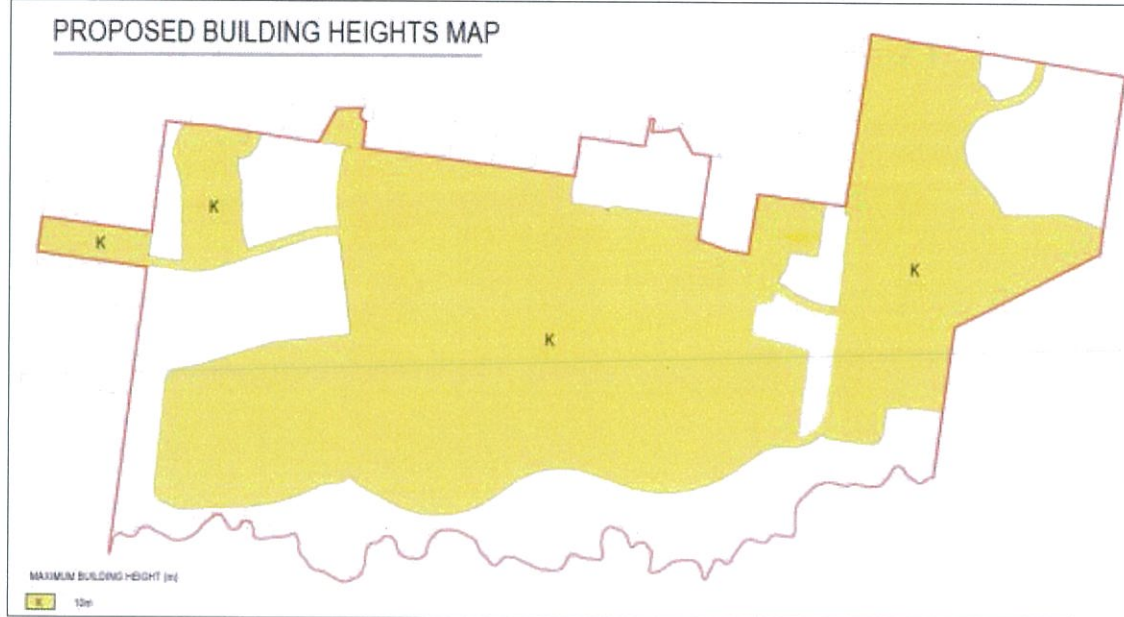 PROPOSED BUILDING HEIGHTS MAP
K
K
K
K
MAXIMUM BUILDING HEIGHT (m)
K 10m